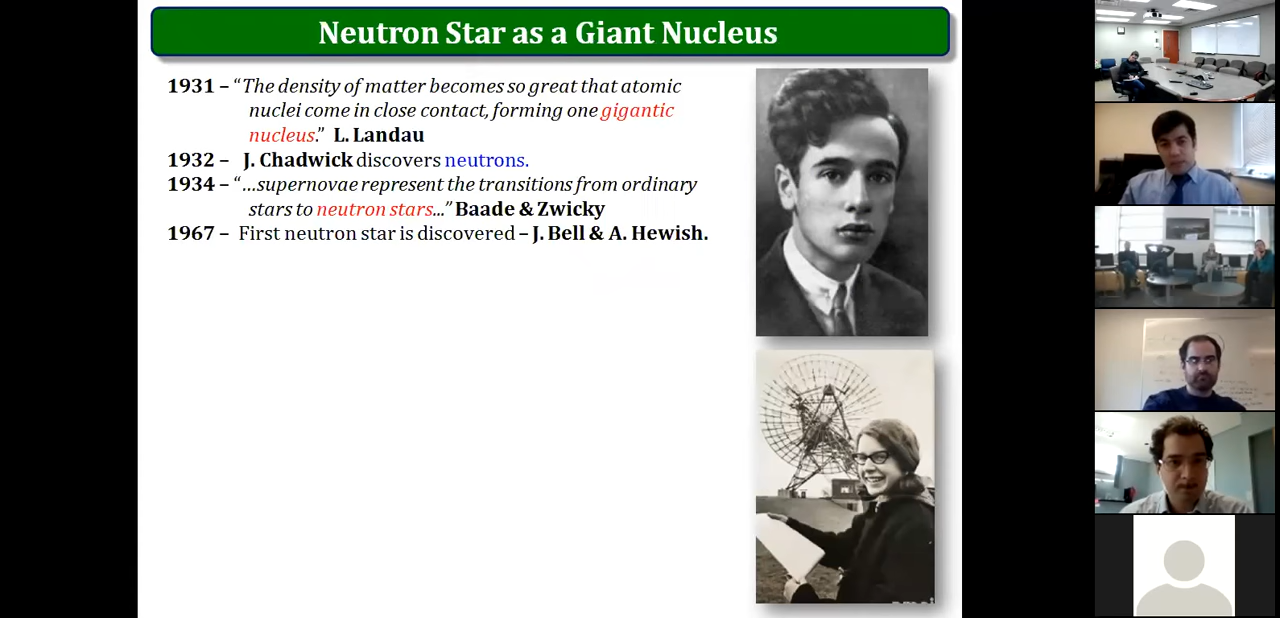 Neutron Star as a Giant Nucleus
1931 – “The density of matter becomes so great that atomic
nuclei come in close contact, forming one gigantic
nucleus.” L. Landau
1932 – J. Chadwick discovers neutrons.
1934 – “...supernovae represent the transitions from ordinary
stars to neutron stars...” Baade & Zwicky
1967 – First neutron star is discovered – J. Bell & A. Hewish.